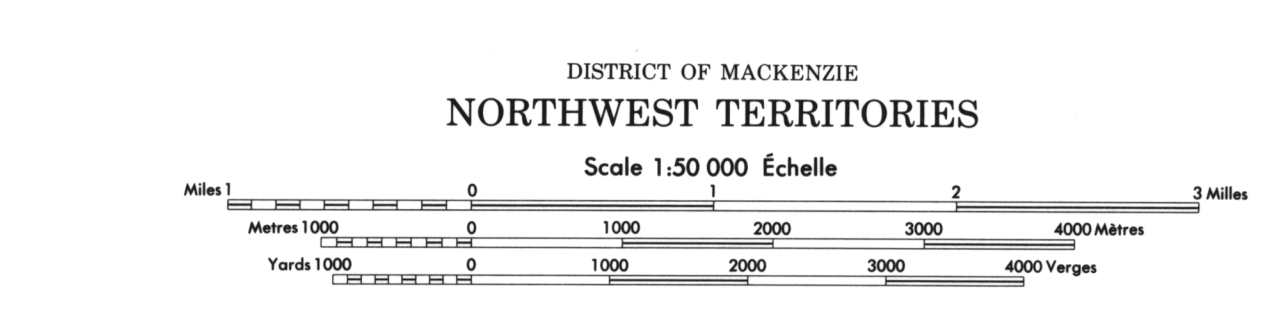 DISTRICT OF MACKENZIE
NORTHWEST TERRITORIES
Scale 1:50 000 Échelle
Miles 1 0 1 2 3 Milles
Metres 1000 0 1000 2000 3000 4000 Mètres
Yards 1000 0 1000 2000 3000 4000 Verges